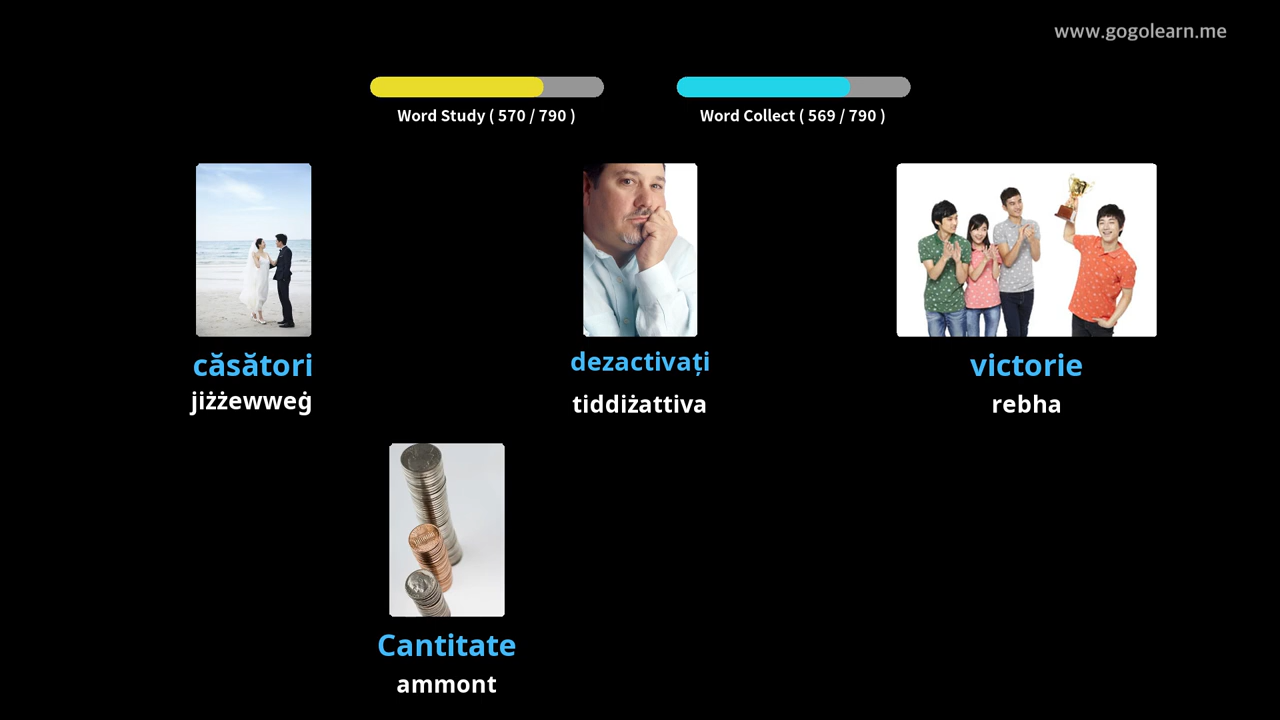 www.gogolearn.me
Word Study ( 570 / 790 )
Word Collect ( 569 / 790 )
căsători
dezactivați
victorie
jiżżewweġ
tiddiżattiva
rebha
Cantitate
ammont